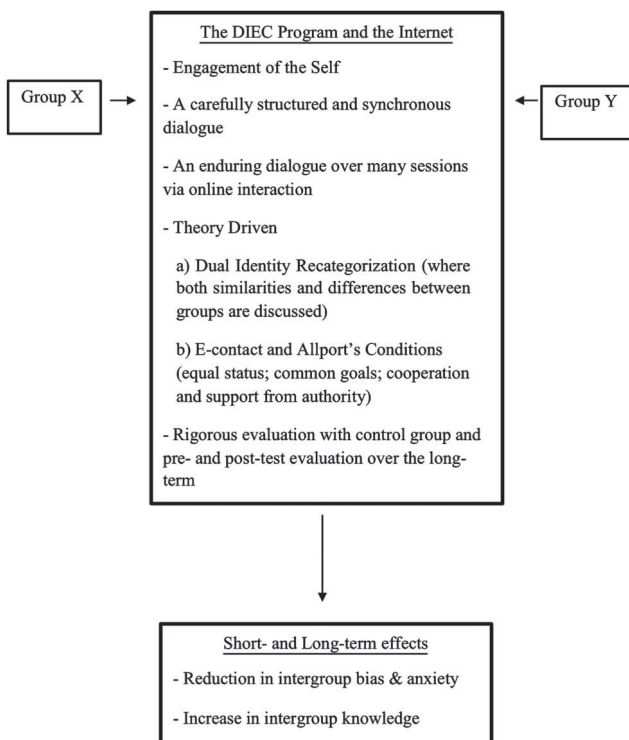 The DIEC Program and the Internet
- Engagement of the Self
Group X
Group Y
- A carefully structured and synchronous
dialogue
- An enduring dialogue over many sessions
via online interaction
- Theory Driven
a) Dual Identity Recategorization (where
both similarities and differences between
groups are discussed)
b) E-contact and Allport's Conditions
(equal status; common goals; cooperation
and support from authority)
- Rigorous evaluation with control group and
pre- and post-test evaluation over the long-
term
Short- and Long-term effects
- Reduction in intergroup bias & anxiety
- Increase in intergroup knowledge